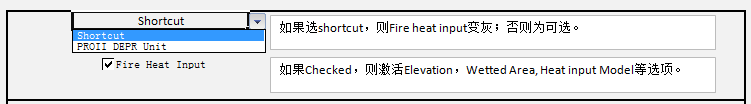 Shortcut
如果选shortcut，则Fire heat input变灰；否则为可选。
Shortcut
PROII DEPR Unit
Fire Heat Input
如果Checked，则激活Elevation，Wetted Area, Heat input Model等选项。